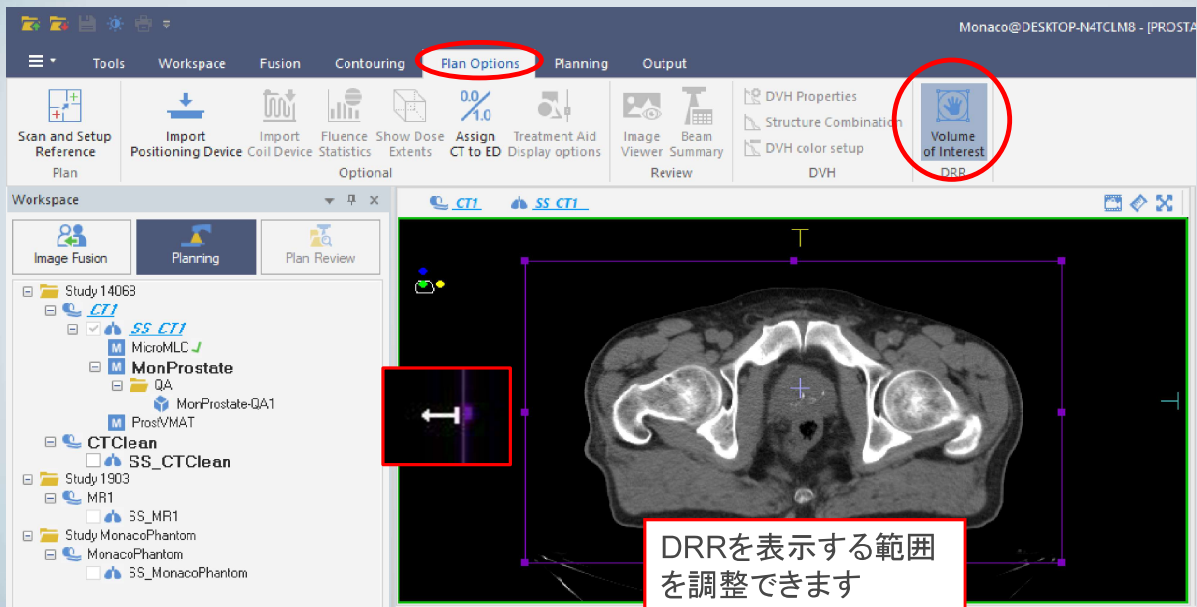 Monaco@DESKTOP-N4TCLM8 - [PROSTA
Tools Workspace Fusion Contouring Plan Options Planning Output
Scan and Setup Reference
Import Positioning Device
Import Coil Device
Fluence Statistics
Show Dose Extents
0.0/1.0
Assign CT to ED
Treatment Aid Display options
Image Viewer
Beam Summary
DVH Properties
Structure Combination
DVH color setup
Volume of Interest
Plan Optional Review DVH DRR
Workspace
CT1 SS_CT1
Image Fusion Planning Plan Review
Study 14063
CT1
SS_CT1
M MicroMLC
M MonProstate
QA
MonProstate-QA1
M ProstVMAT
CTClean
SS_CTClean
Study 1903
MR1
SS_MR1
Study MonacoPhantom
MonacoPhantom
SS_MonacoPhantom
DRRを表示する範囲
を調整できます